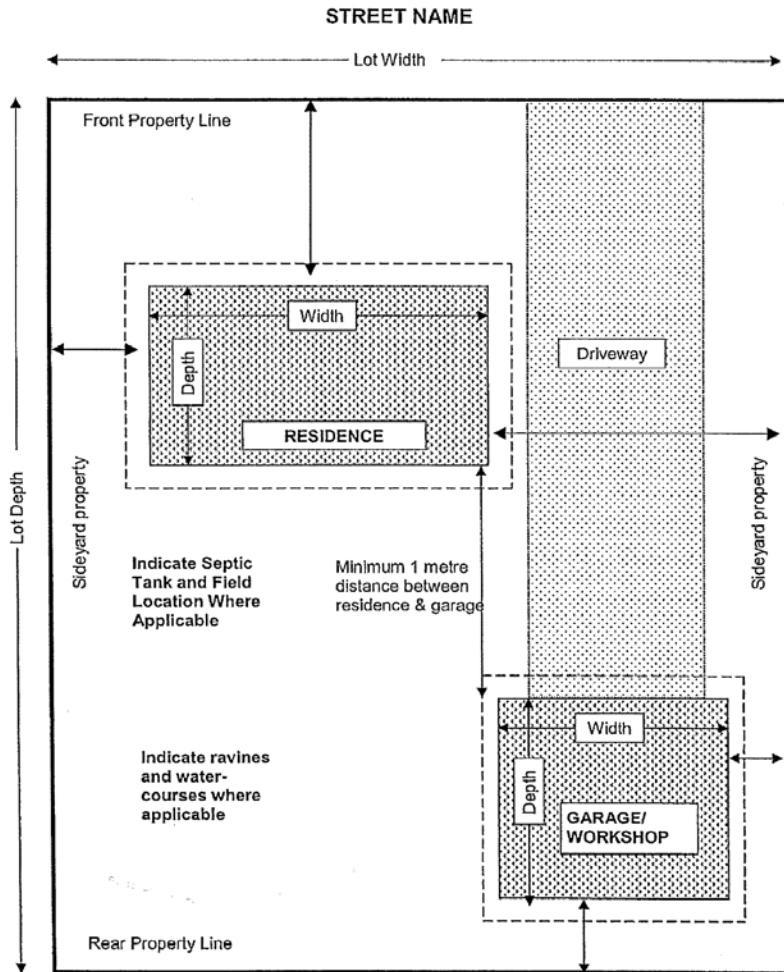 STREET NAME
Lot Width
Front Property Line
Width
Depth
Driveway
RESIDENCE
Lot Depth
Sideyard property
Sideyard property
Indicate Septic
Tank and Field
Location Where
Applicable
Minimum 1 metre
distance between
residence & garage
Indicate ravines
and water-
courses where
applicable
Width
Depth
GARAGE/
WORKSHOP
Rear Property Line